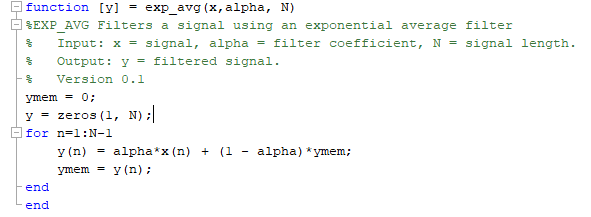 function [y] = exp_avg(x,alpha, N)
%EXP_AVG Filters a signal using an exponential average filter
%   Input: x = signal, alpha = filter coefficient, N = signal length.
%   Output: y = filtered signal.
%   Version 0.1
ymem = 0;
y = zeros(1, N);
for n=1:N-1
    y(n) = alpha*x(n) + (1 - alpha)*ymem;
    ymem = y(n);
end
end